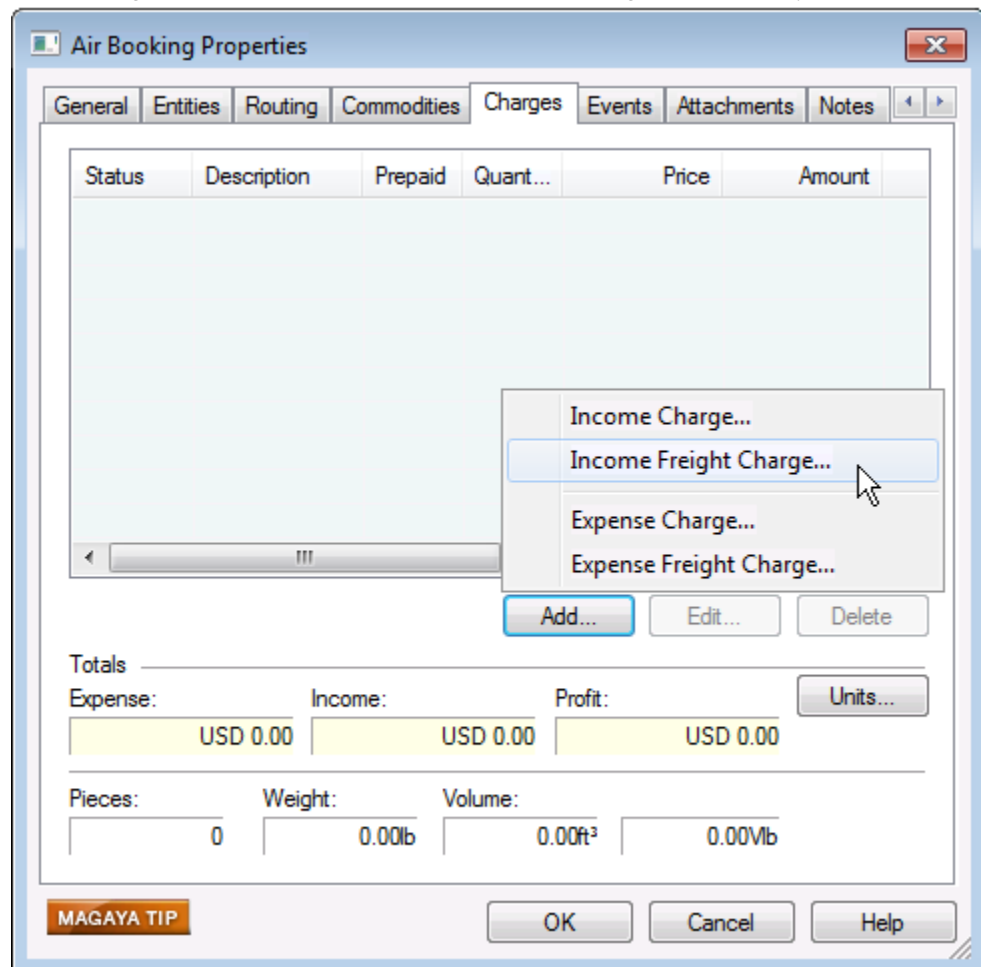 Air Booking Properties
General Entities Routing Commodities Charges Events Attachments Notes
Status Description Prepaid Quant... Price Amount
Income Charge...
Income Freight Charge...
Expense Charge...
Expense Freight Charge...
Add... Edit... Delete
Totals
Expense: Income: Profit: Units...
USD 0.00 USD 0.00 USD 0.00
Pieces: Weight: Volume:
0 0.00lb 0.00ft³ 0.00Vlb
MAGAYA TIP OK Cancel Help